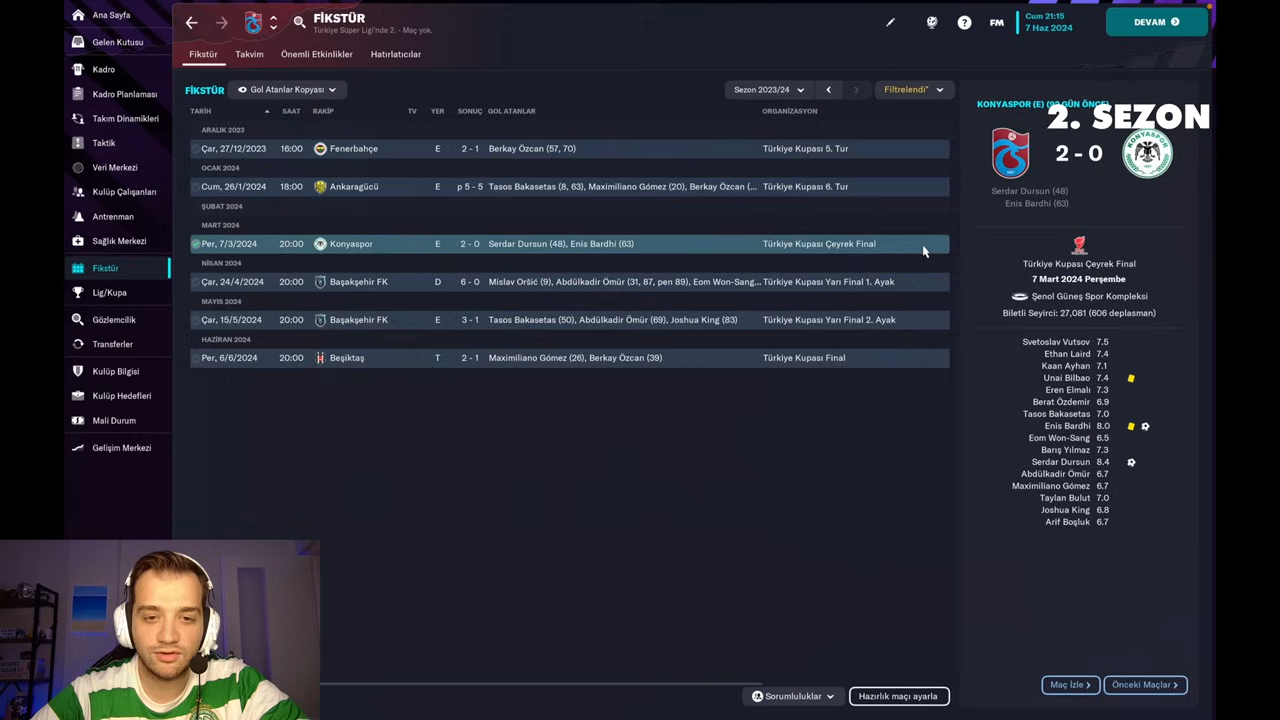 Ana Sayfa
Gelen Kutusu
Kadro
Kadro Planlaması
Takım Dinamikleri
Taktik
Veri Merkezi
Kulüp Çalışanları
Antrenman
Sağlık Merkezi
Fikstür
Lig/Kupa
Gözlemcilik
Transferler
Kulüp Bilgisi
Kulüp Hedefleri
Mali Durum
Gelişim Merkezi
FİKSTÜR
Türkiye Süper Ligi'nde 2. - Maç yok.
FM
Cum 21:15
7 Haz 2024
DEVAM
Fikstür Takvim Önemli Etkinlikler Hatırlatıcılar
FİKSTÜR Gol Atanlar Kopyası Sezon 2023/24 Filtrelendi*
TARİH SAAT RAKİP TV YER SONUÇ GOL ATANLAR ORGANİZASYON
ARALIK 2023
Çar, 27/12/2023 16:00 Fenerbahçe E 2 - 1 Berkay Özcan (57, 70) Türkiye Kupası 5. Tur
OCAK 2024
Cum, 26/1/2024 18:00 Ankaragücü E p 5 - 5 Tasos Bakasetas (8, 63), Maximiliano Gómez (20), Berkay Özcan (... Türkiye Kupası 6. Tur
ŞUBAT 2024
MART 2024
Per, 7/3/2024 20:00 Konyaspor E 2 - 0 Serdar Dursun (48), Enis Bardhi (63) Türkiye Kupası Çeyrek Final
NİSAN 2024
Çar, 24/4/2024 20:00 Başakşehir FK D 6 - 0 Mislav Oršić (9), Abdülkadir Ömür (31, 87, pen 89), Eom Won-Sang... Türkiye Kupası Yarı Final 1. Ayak
MAYIS 2024
Çar, 15/5/2024 20:00 Başakşehir FK E 3 - 1 Tasos Bakasetas (50), Abdülkadir Ömür (69), Joshua King (83) Türkiye Kupası Yarı Final 2. Ayak
HAZİRAN 2024
Per, 6/6/2024 20:00 Beşiktaş T 2 - 1 Maximiliano Gómez (26), Berkay Özcan (39) Türkiye Kupası Final
KONYASPOR (E) (92 GÜN ÖNCE)
2. SEZON
2 - 0
Serdar Dursun (48)
Enis Bardhi (63)
Türkiye Kupası Çeyrek Final
7 Mart 2024 Perşembe
Şenol Güneş Spor Kompleksi
Biletli Seyirci: 27,081 (606 deplasman)
Svetoslav Vutsov 7.5
Ethan Laird 7.4
Kaan Ayhan 7.1
Unai Bilbao 7.4
Eren Elmalı 7.3
Berat Özdemir 6.9
Tasos Bakasetas 7.0
Enis Bardhi 8.0
Eom Won-Sang 6.5
Barış Yılmaz 7.3
Serdar Dursun 8.4
Abdülkadir Ömür 6.7
Maximiliano Gómez 6.7
Taylan Bulut 7.0
Joshua King 6.8
Arif Boşluk 6.7
Sorumluluklar Hazırlık maçı ayarla
Maç İzle Önceki Maçlar